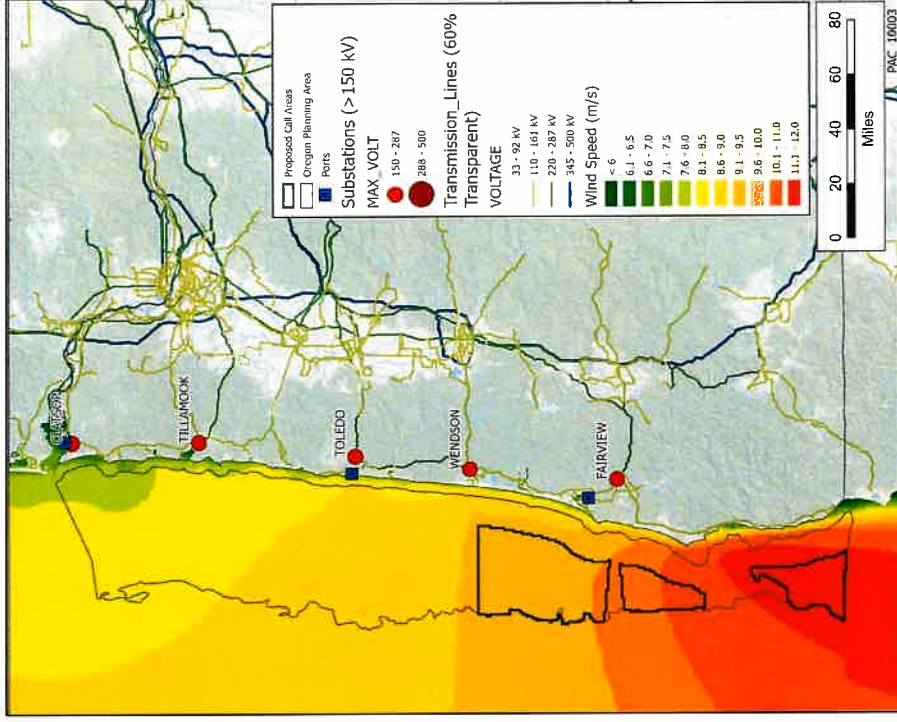 CLATSOP
TILLAMOOK
TOLEDO
WENDSON
FAIRVIEW
Proposed Call Areas
Oregon Planning Area
Ports
Substations (>150 kV)
MAX_VOLT
150 - 287
288 - 500
Transmission_Lines (60%
Transparent)
VOLTAGE
33 - 92 kV
110 - 161 kV
220 - 287 kV
345 - 500 kV
Wind Speed (m/s)
< 6
6.1 - 6.5
6.6 - 7.0
7.1 - 7.5
7.6 - 8.0
8.1 - 8.5
8.6 - 9.0
9.1 - 9.5
9.6 - 10.0
10.1 - 11.0
11.1 - 12.0
0 20 40 60 80
Miles
PAC_10003